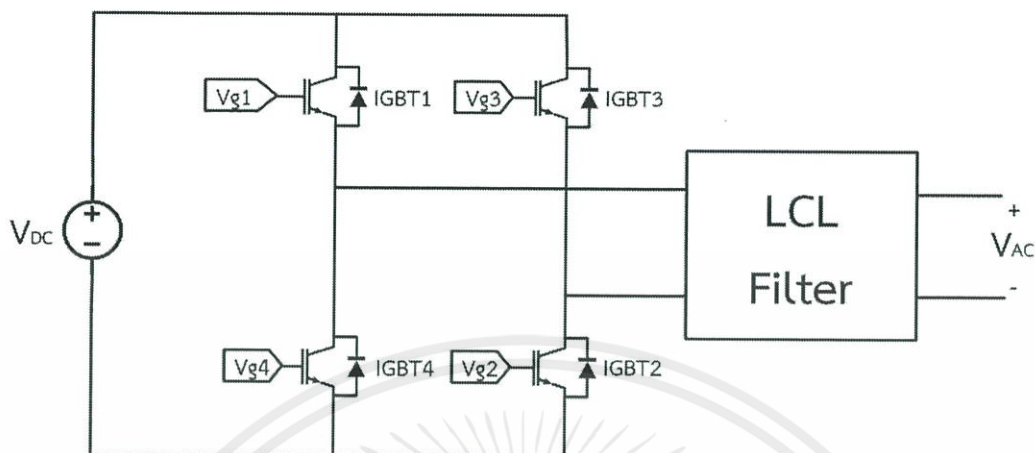 Vg1
IGBT1
Vg3
IGBT3
+
-
VDC
LCL
Filter
+
VAC
-
Vg4
IGBT4
Vg2
IGBT2